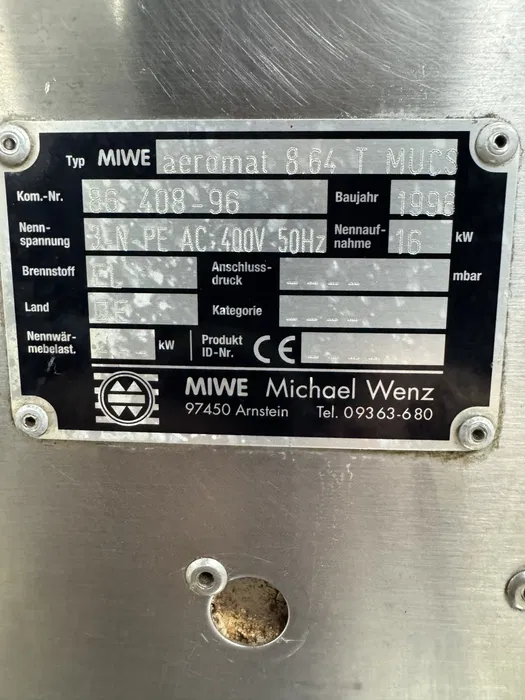 Typ MIWE aeromat 8.64 T MUCS
Kom.-Nr. 86 408-96 Baujahr 1996
Nenn-spannung 3 N PE AC 400V 50Hz Nennauf-nahme 16 kW
Brennstoff EL Anschluss-druck ---- mbar
Land DE Kategorie ----
Nennwär-mebelast. kW Produkt ID-Nr. CE ----
MIWE Michael Wenz
97450 Arnstein Tel. 09363-680